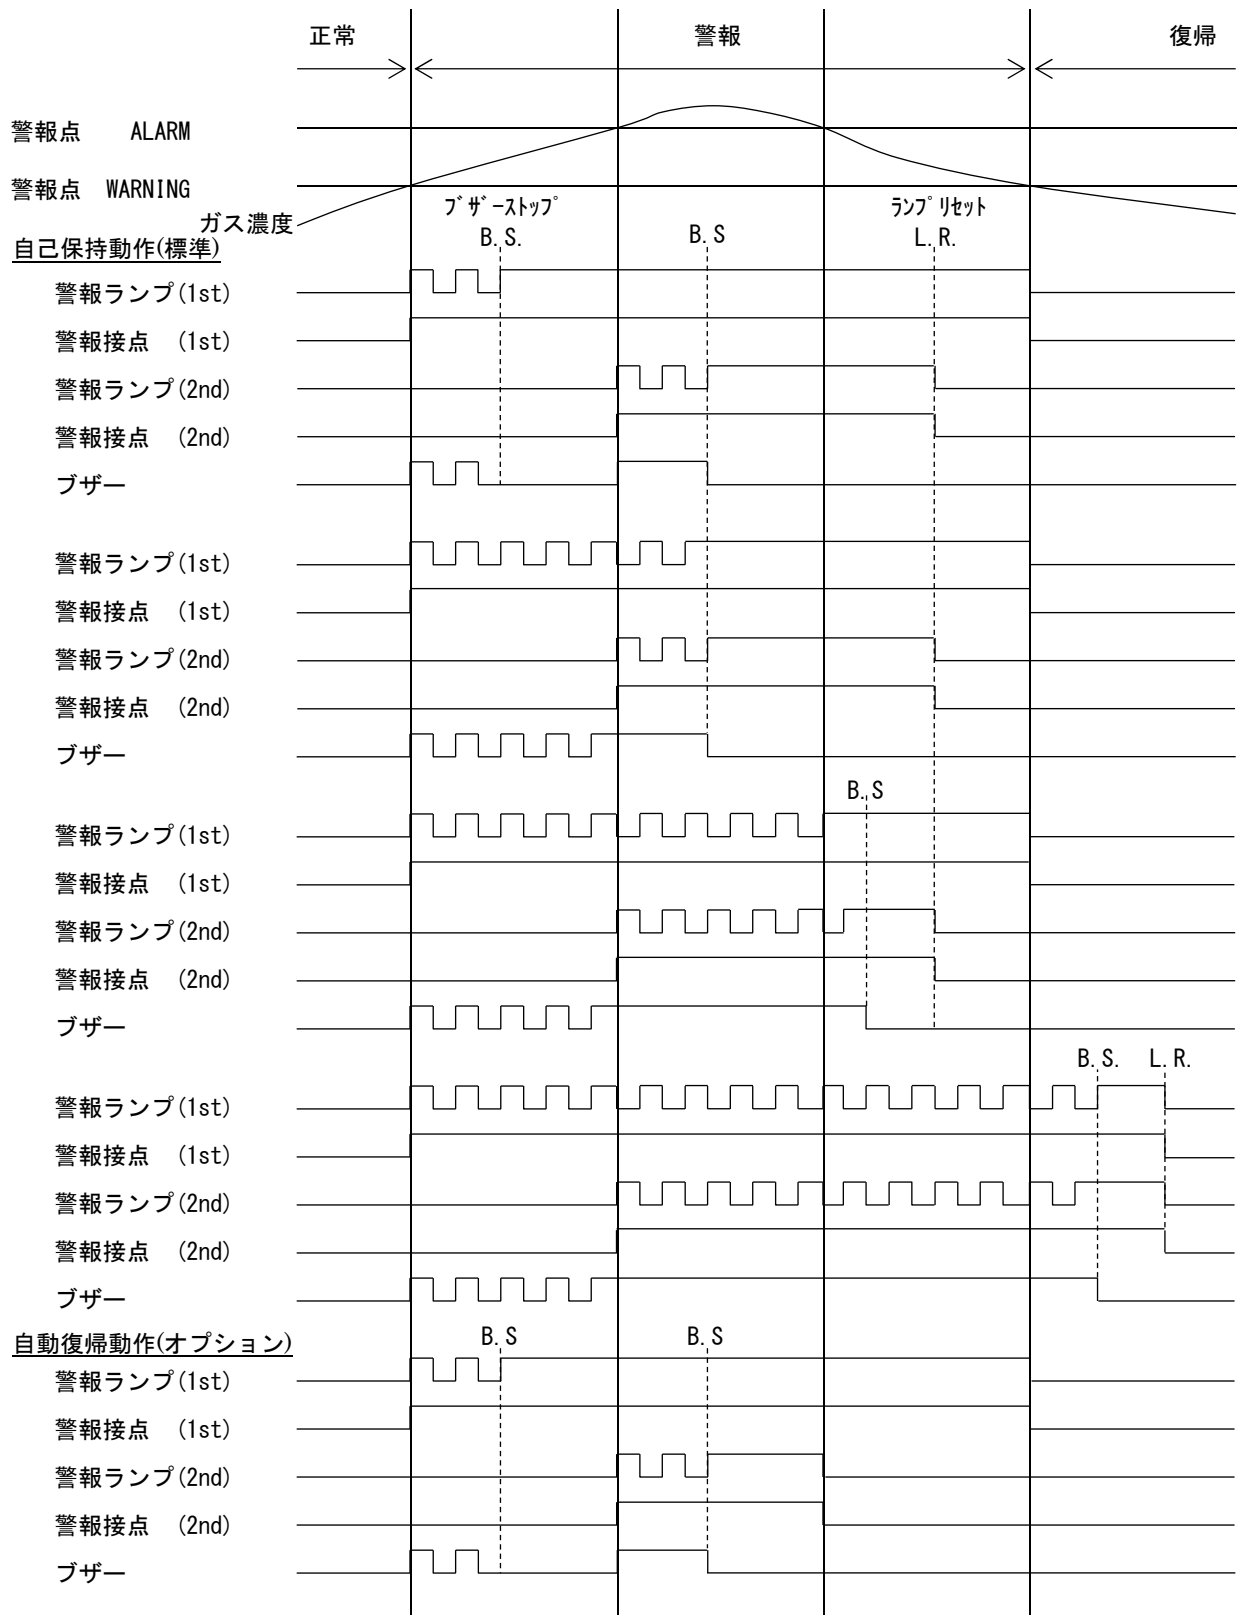 正常 警報 復帰
警報点 ALARM
警報点 WARNING
ガス濃度
ﾌﾞｻﾞｰｽﾄｯﾌﾟ ﾗﾝﾌﾟﾘｾｯﾄ
自己保持動作(標準) B.S. B.S L.R.
警報ランプ(1st)
警報接点 (1st)
警報ランプ(2nd)
警報接点 (2nd)
ブザー
警報ランプ(1st)
警報接点 (1st)
警報ランプ(2nd)
警報接点 (2nd)
ブザー
B.S
警報ランプ(1st)
警報接点 (1st)
警報ランプ(2nd)
警報接点 (2nd)
ブザー
B.S. L.R.
警報ランプ(1st)
警報接点 (1st)
警報ランプ(2nd)
警報接点 (2nd)
ブザー
自動復帰動作(オプション) B.S B.S
警報ランプ(1st)
警報接点 (1st)
警報ランプ(2nd)
警報接点 (2nd)
ブザー